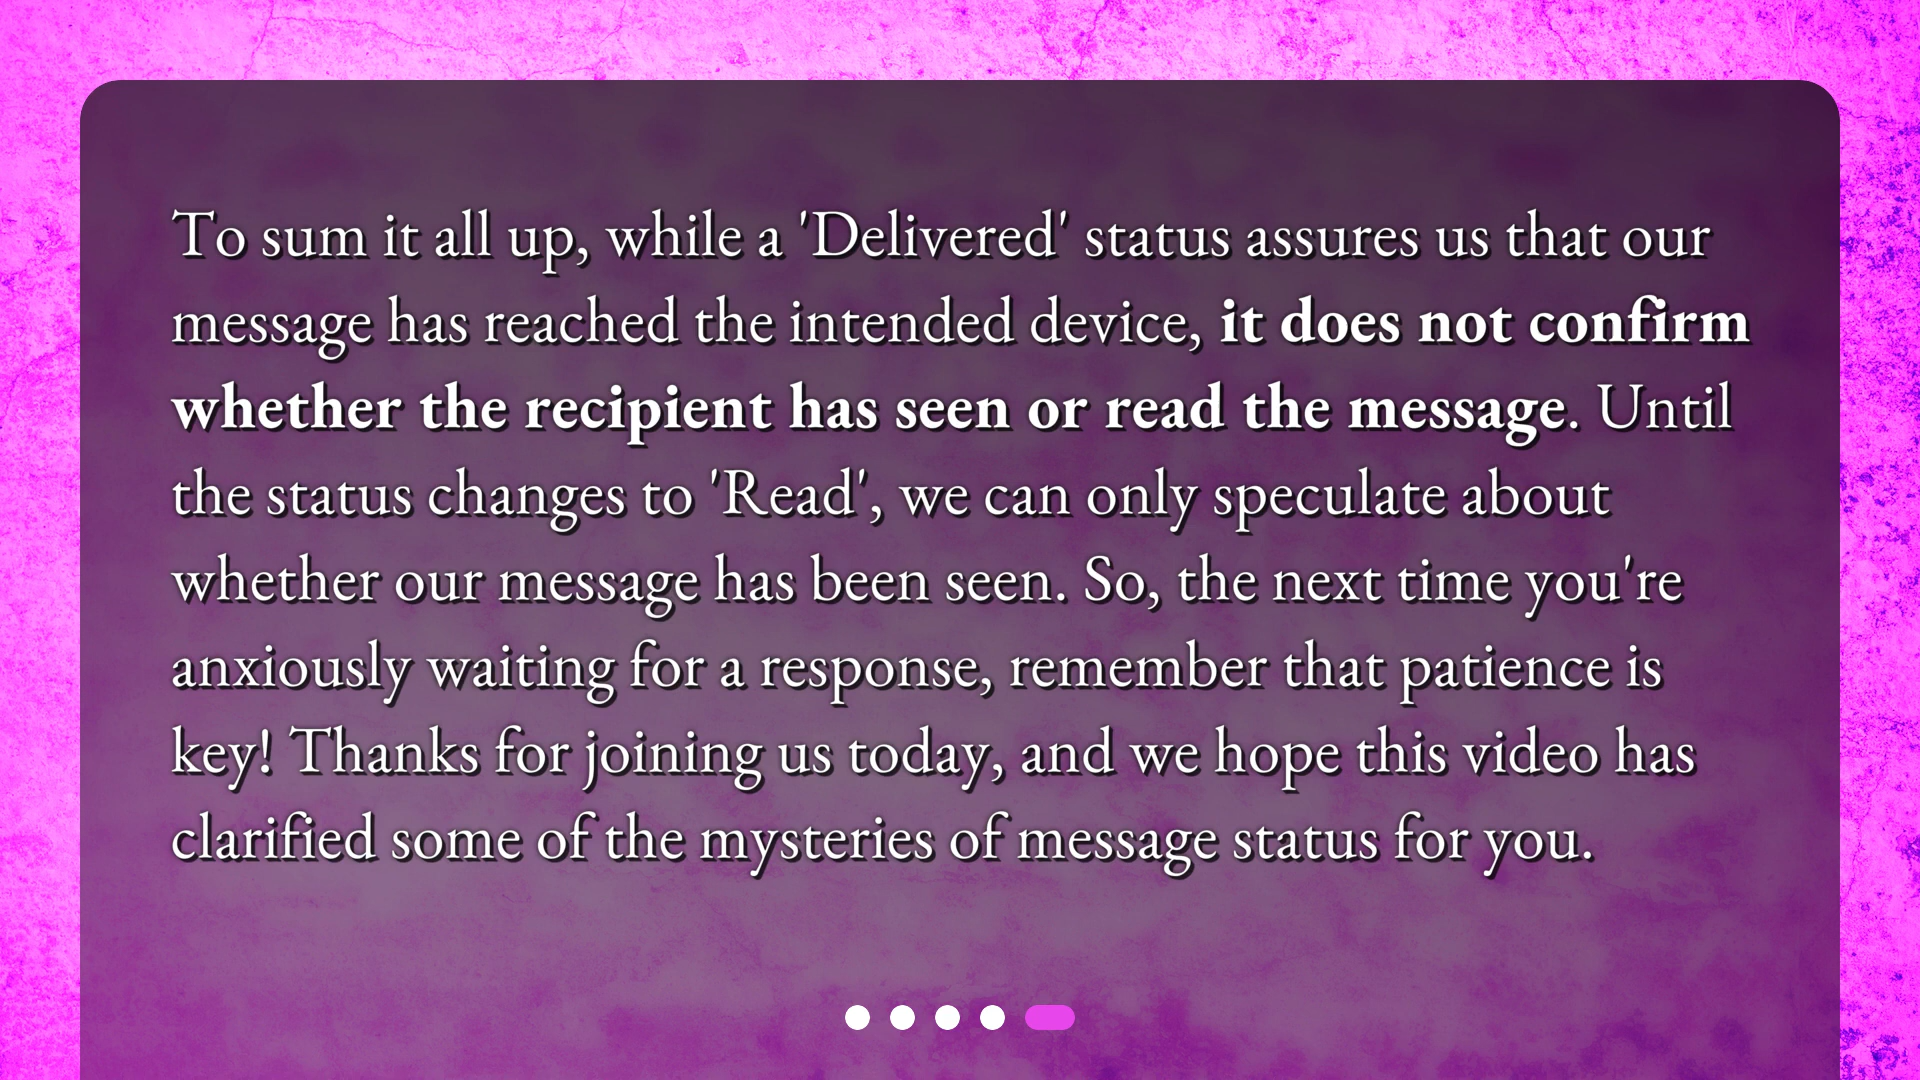 To sum it all up, while a 'Delivered' status assures us that our
message has reached the intended device, it does not confirm
whether the recipient has seen or read the message. Until
the status changes to 'Read', we can only speculate about
whether our message has been seen. So, the next time you're
anxiously waiting for a response, remember that patience is
key! Thanks for joining us today, and we hope this video has
clarified some of the mysteries of message status for you.